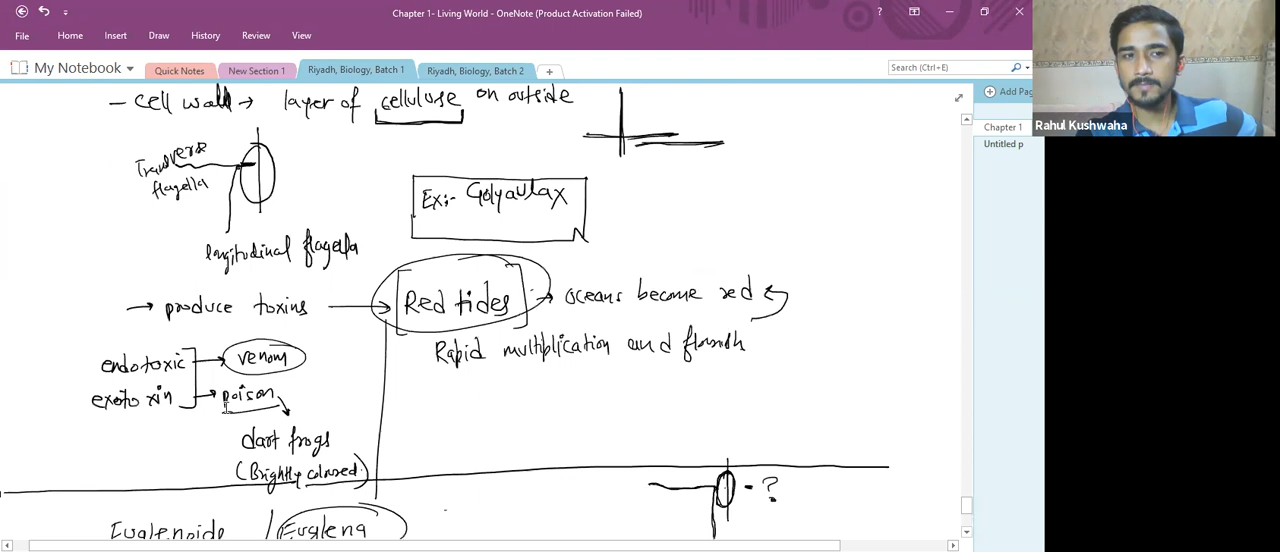 Chapter 1- Living World - OneNote (Product Activation Failed)
?
File
Home
Insert
Draw
History
Review
View
My Notebook
Quick Notes
New Section 1
Riyadh, Biology, Batch 1
Riyadh, Biology, Batch 2
Search (Ctrl+E)
Add Pag
Chapter 1
Untitled p
Rahul Kushwaha
- cell wall → layer of cellulose on outside
Transverse
flagella
longitudinal flagella
Ex:- Golyaulax
→ produce toxins → [Red tides] → oceans become red
Rapid multiplication and flourish
endotoxic → venom
exotoxin → poison
dart frogs
(Brightly coloured)
- ?
Euglenoids / Euglena